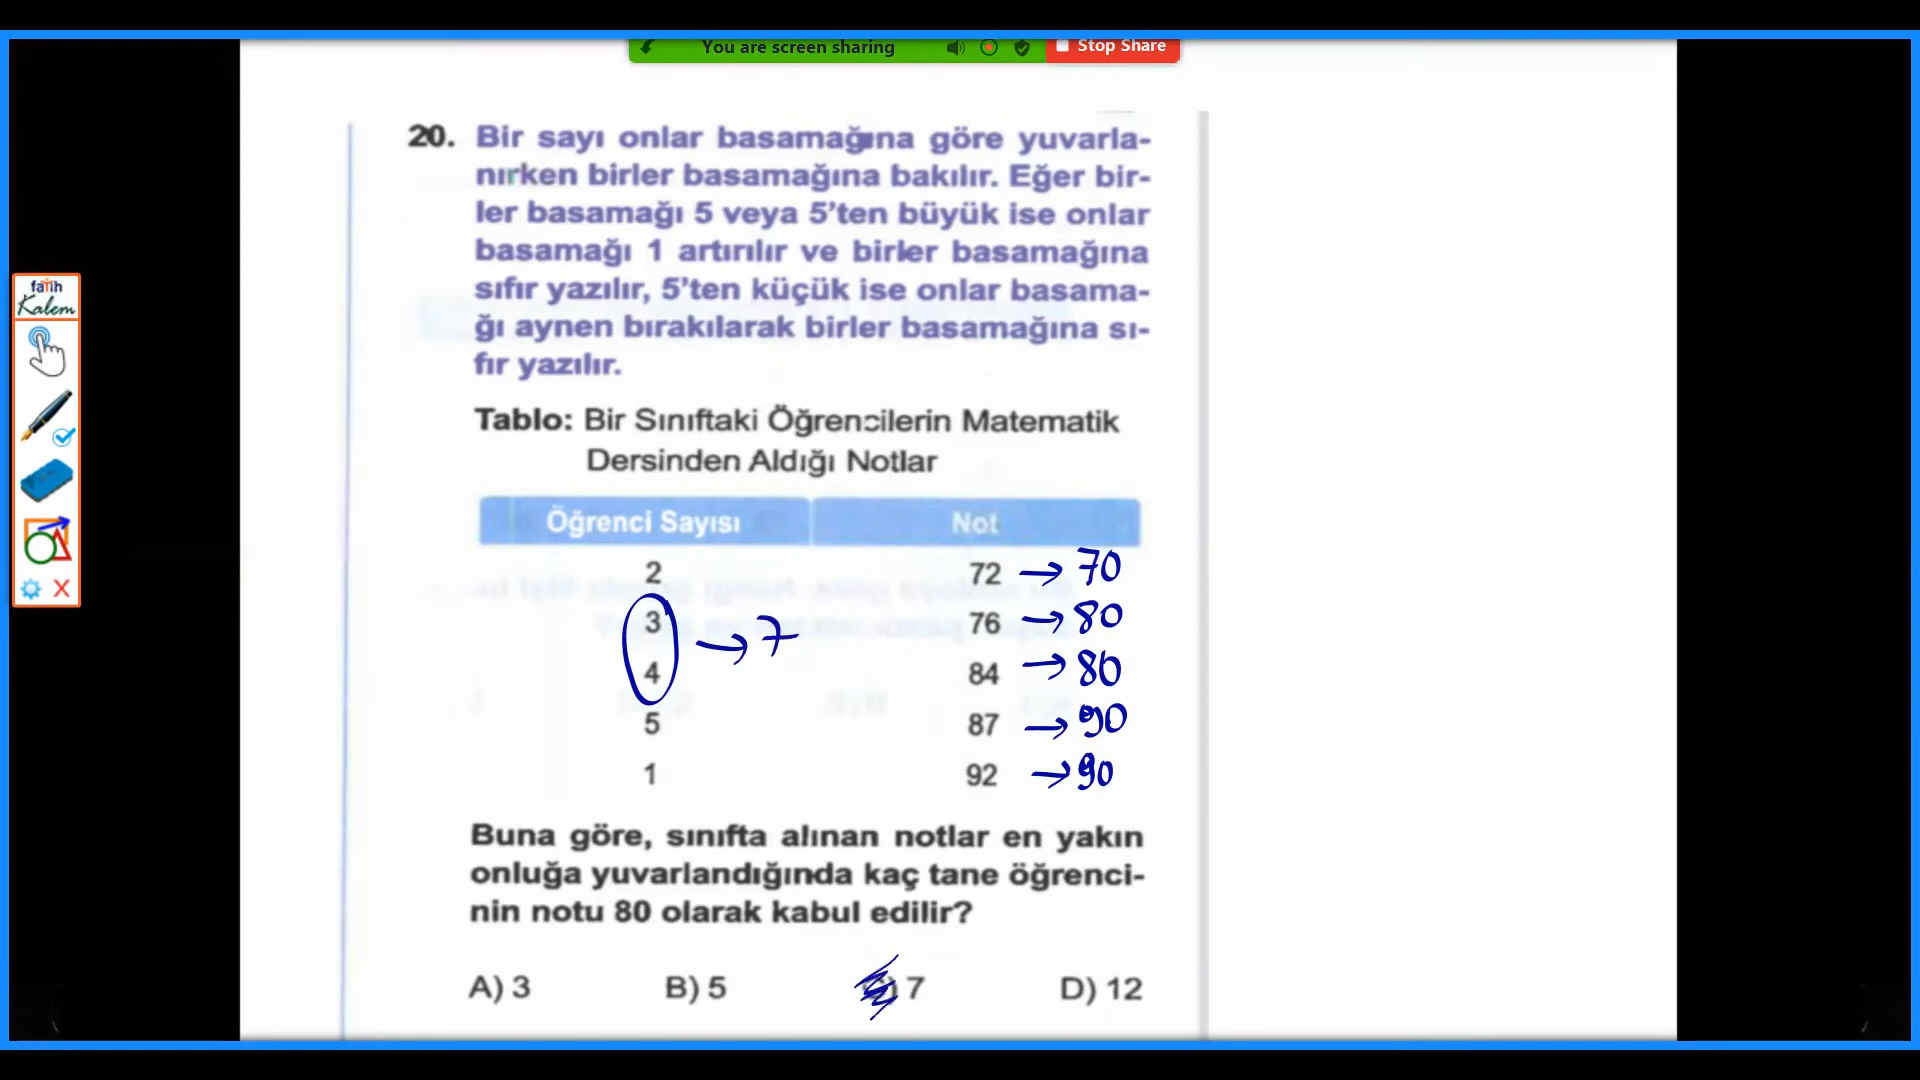 You are screen sharing
Stop Share
fatih
Kalem
20. Bir sayı onlar basamağına göre yuvarla-
nırken birler basamağına bakılır. Eğer bir-
ler basamağı 5 veya 5'ten büyük ise onlar
basamağı 1 artırılır ve birler basamağına
sıfır yazılır, 5'ten küçük ise onlar basama-
ğı aynen bırakılarak birler basamağına sı-
fır yazılır.
Tablo: Bir Sınıftaki Öğrencilerin Matematik
Dersinden Aldığı Notlar
Öğrenci Sayısı Not
2 72 → 70
3 76 → 80
→ 7
4 84 → 80
5 87 → 90
1 92 → 90
Buna göre, sınıfta alınan notlar en yakın
onluğa yuvarlandığında kaç tane öğrenci-
nin notu 80 olarak kabul edilir?
A) 3 B) 5 C) 7 D) 12